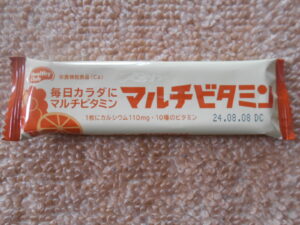 栄養機能食品(Ca)
毎日カラダに
マルチビタミン
マルチビタミン
1枚にカルシウム110mg・10種のビタミン
24.08.08 DC